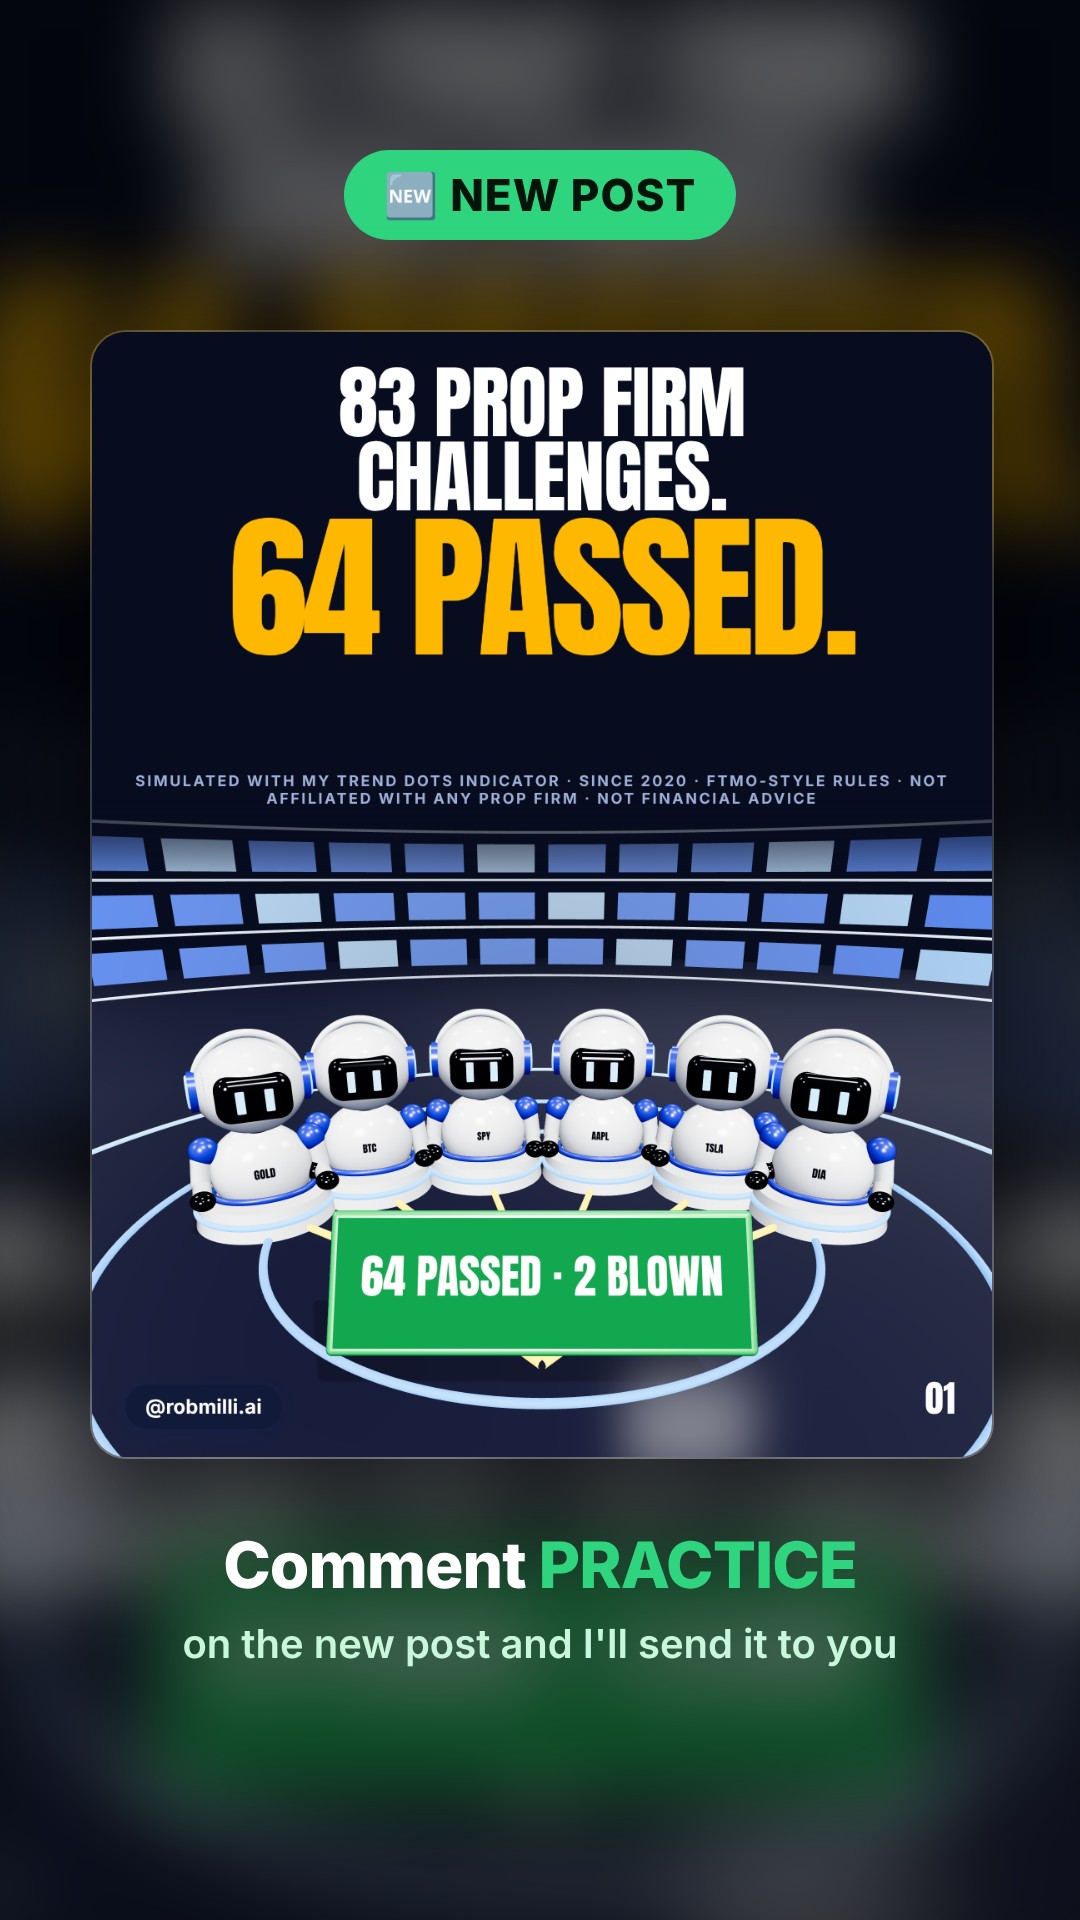 🆕 NEW POST
83 PROP FIRM
CHALLENGES.
64 PASSED.
SIMULATED WITH MY TREND DOTS INDICATOR · SINCE 2020 · FTMO-STYLE RULES · NOT
AFFILIATED WITH ANY PROP FIRM · NOT FINANCIAL ADVICE
GOLD
BTC
SPY
AAPL
TSLA
DIA
64 PASSED · 2 BLOWN
@robmilli.ai
01
Comment PRACTICE
on the new post and I'll send it to you